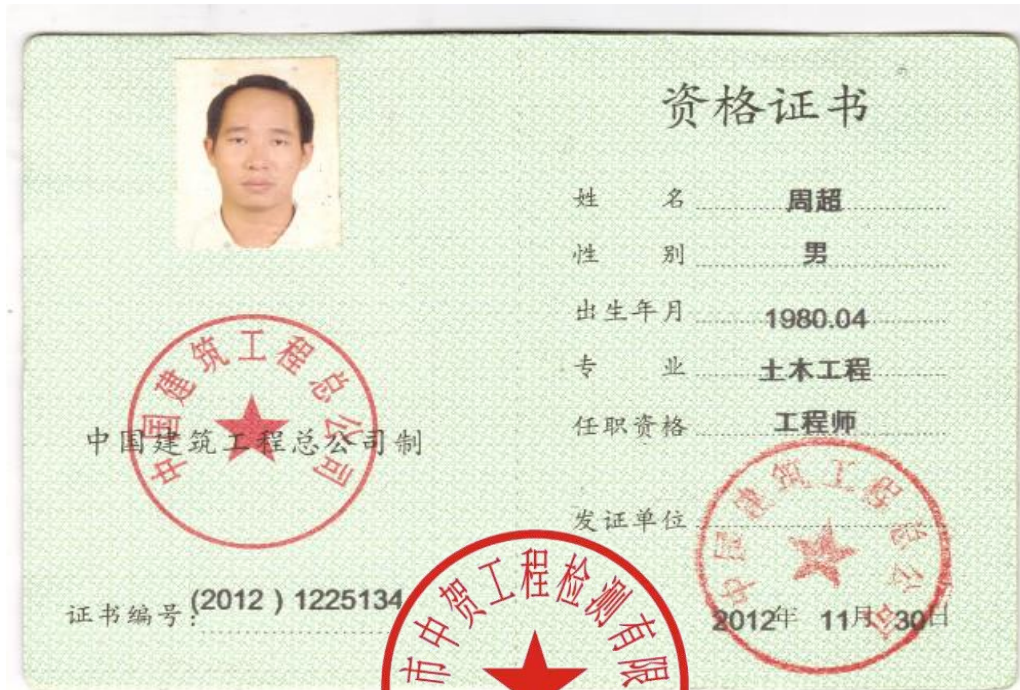 资格证书
姓 名 周超
性 别 男
出生年月 1980.04
专 业 土木工程
任职资格 工程师
发证单位
中国建筑工程总公司
2012年 11月 30日
中国建筑工程总公司
中国建筑工程总公司制
证书编号:(2012)1225134
市中贺工程检测有限